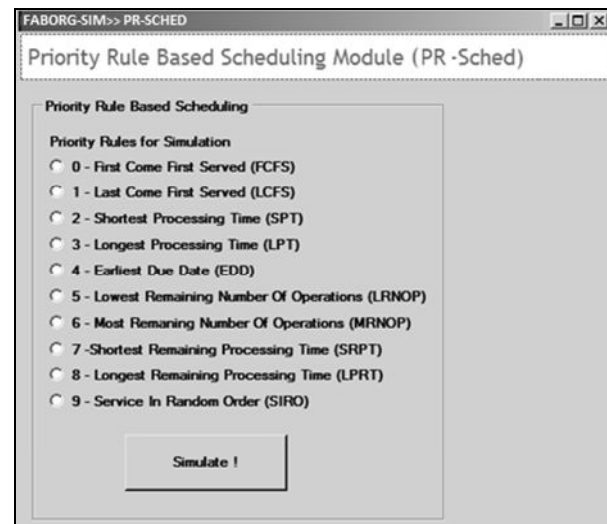 FABORG-SIM>> PR-SCHED
Priority Rule Based Scheduling Module (PR -Sched)
Priority Rule Based Scheduling
Priority Rules for Simulation
0 - First Come First Served (FCFS)
1 - Last Come First Served (LCFS)
2 - Shortest Processing Time (SPT)
3 - Longest Processing Time (LPT)
4 - Earliest Due Date (EDD)
5 - Lowest Remaining Number Of Operations (LRNOP)
6 - Most Remaning Number Of Operations (MRNOP)
7 -Shortest Remaining Processing Time (SRPT)
8 - Longest Remaining Processing Time (LPRT)
9 - Service In Random Order (SIRO)
Simulate !